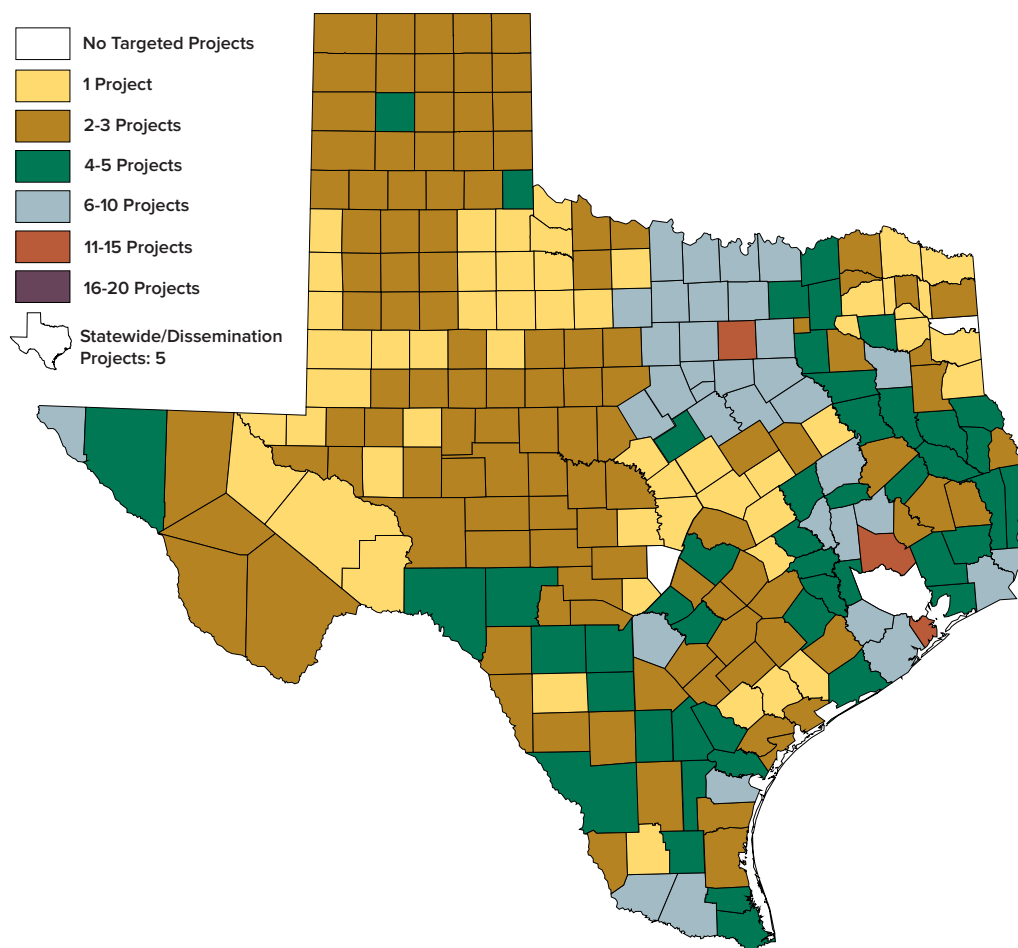 No Targeted Projects
1 Project
2-3 Projects
4-5 Projects
6-10 Projects
11-15 Projects
16-20 Projects
Statewide/Dissemination
Projects: 5